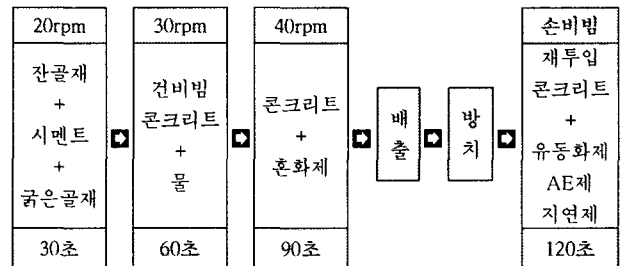 20rpm
잔골재
+
시멘트
+
굵은골재
30초
30rpm
건비빔
콘크리트
+
물
60초
40rpm
콘크리트
+
혼화제
90초
배
출
방
치
손비빔
재투입
콘크리트
+
유동화제
AE제
지연제
120초